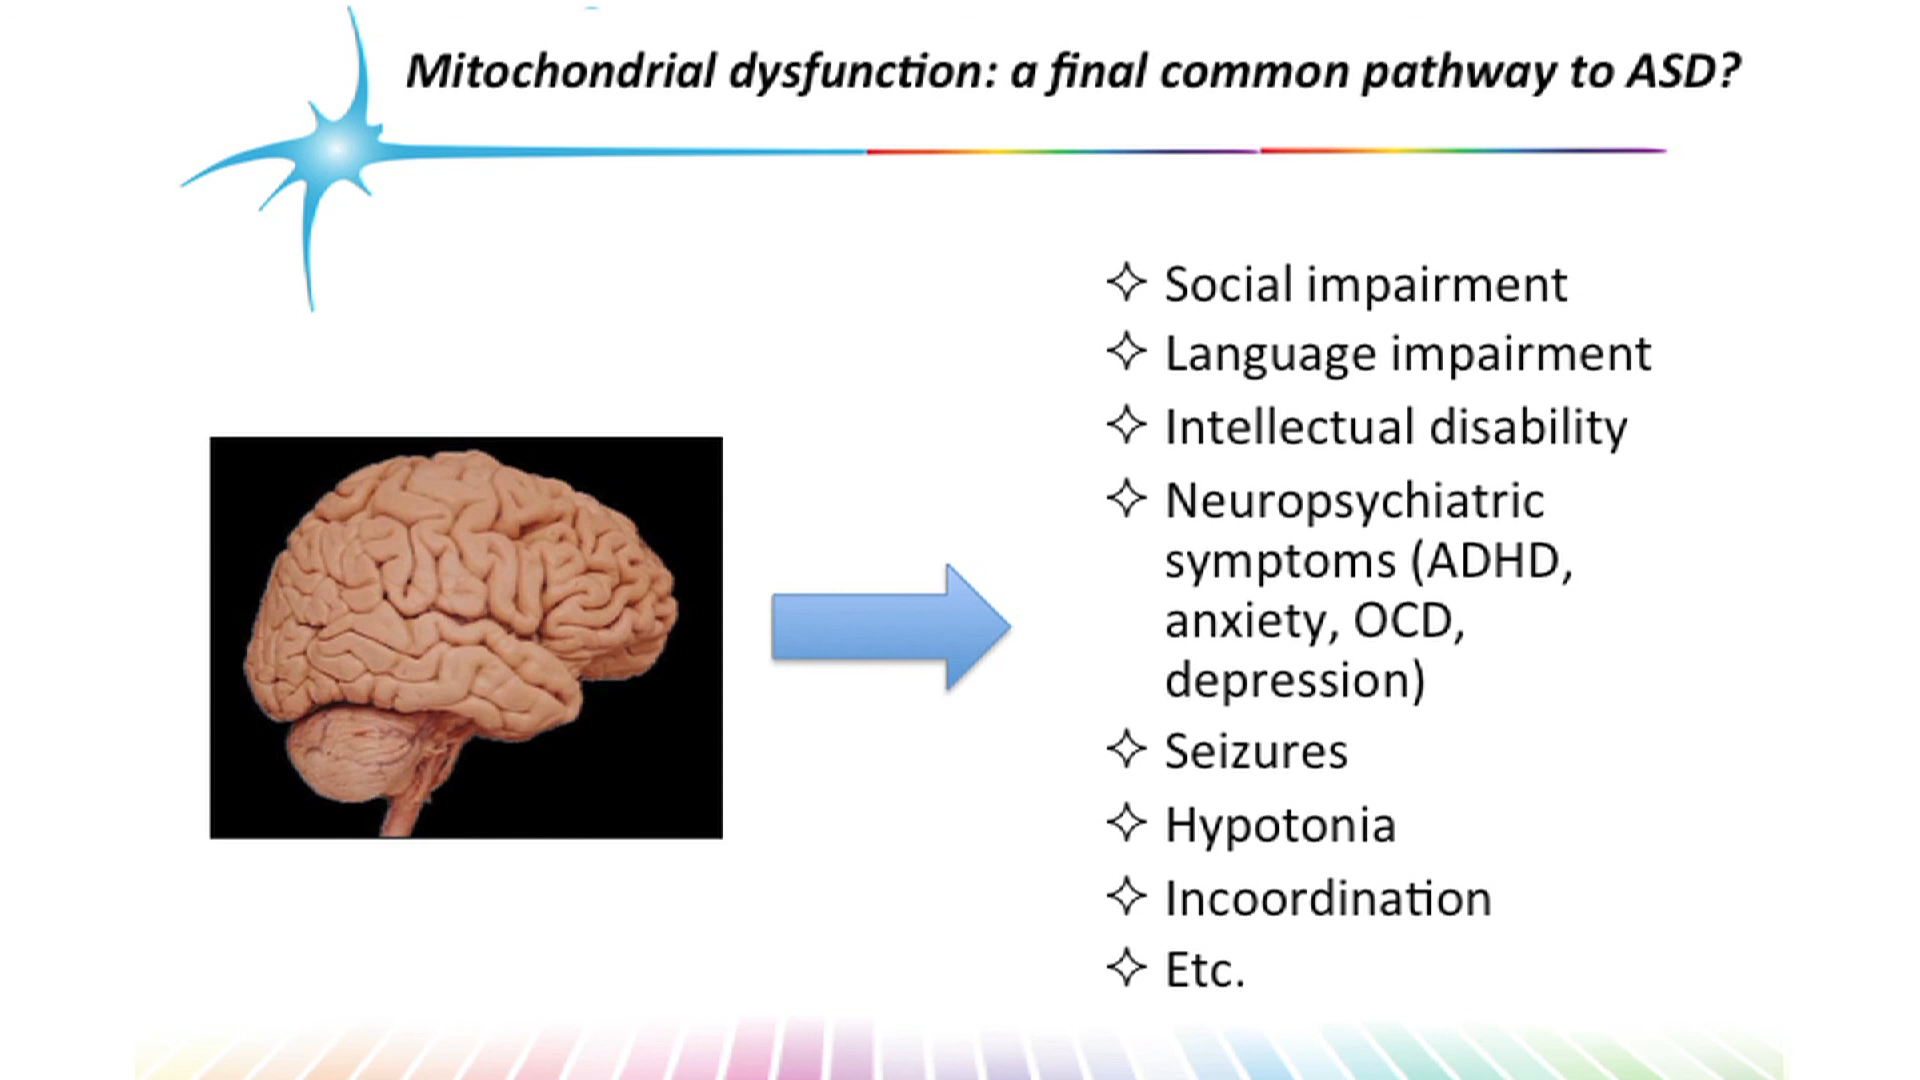 Mitochondrial dysfunction: a final common pathway to ASD?
✧ Social impairment
✧ Language impairment
✧ Intellectual disability
✧ Neuropsychiatric
symptoms (ADHD,
anxiety, OCD,
depression)
✧ Seizures
✧ Hypotonia
✧ Incoordination
✧ Etc.